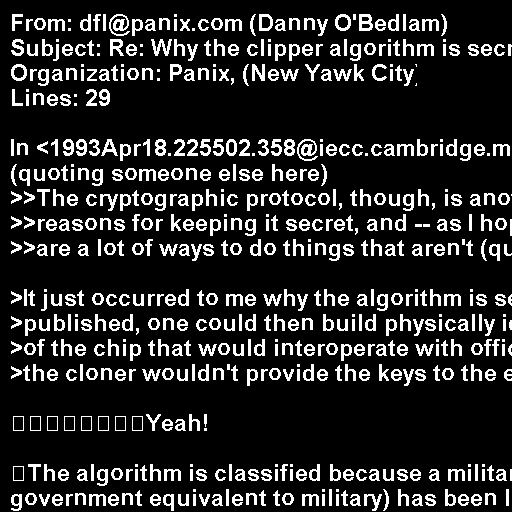 From: dfl@panix.com (Danny O'Bedlam)
Subject: Re: Why the clipper algorithm is secr
Organization: Panix, (New Yawk City)
Lines: 29

In <1993Apr18.225502.358@iecc.cambridge.m
(quoting someone else here)
>>The cryptographic protocol, though, is ano
>>reasons for keeping it secret, and -- as I hop
>>are a lot of ways to do things that aren't (qu

>It just occurred to me why the algorithm is se
>published, one could then build physically i
>of the chip that would interoperate with offic
>the cloner wouldn't provide the keys to the e

Yeah!

The algorithm is classified because a militar
government equivalent to military) has been l